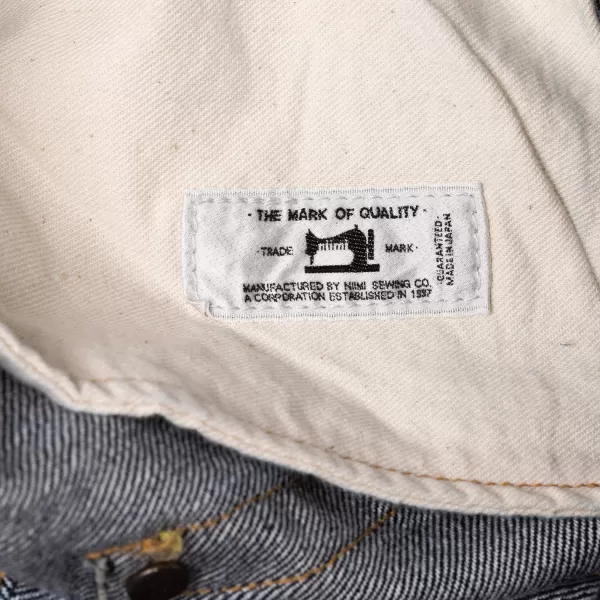 · THE MARK OF QUALITY ·
· TRADE MARK ·
MANUFACTURED BY NIIMI SEWING CO.
A CORPORATION ESTABLISHED IN 1997
· GUARANTEED ·
MADE IN JAPAN